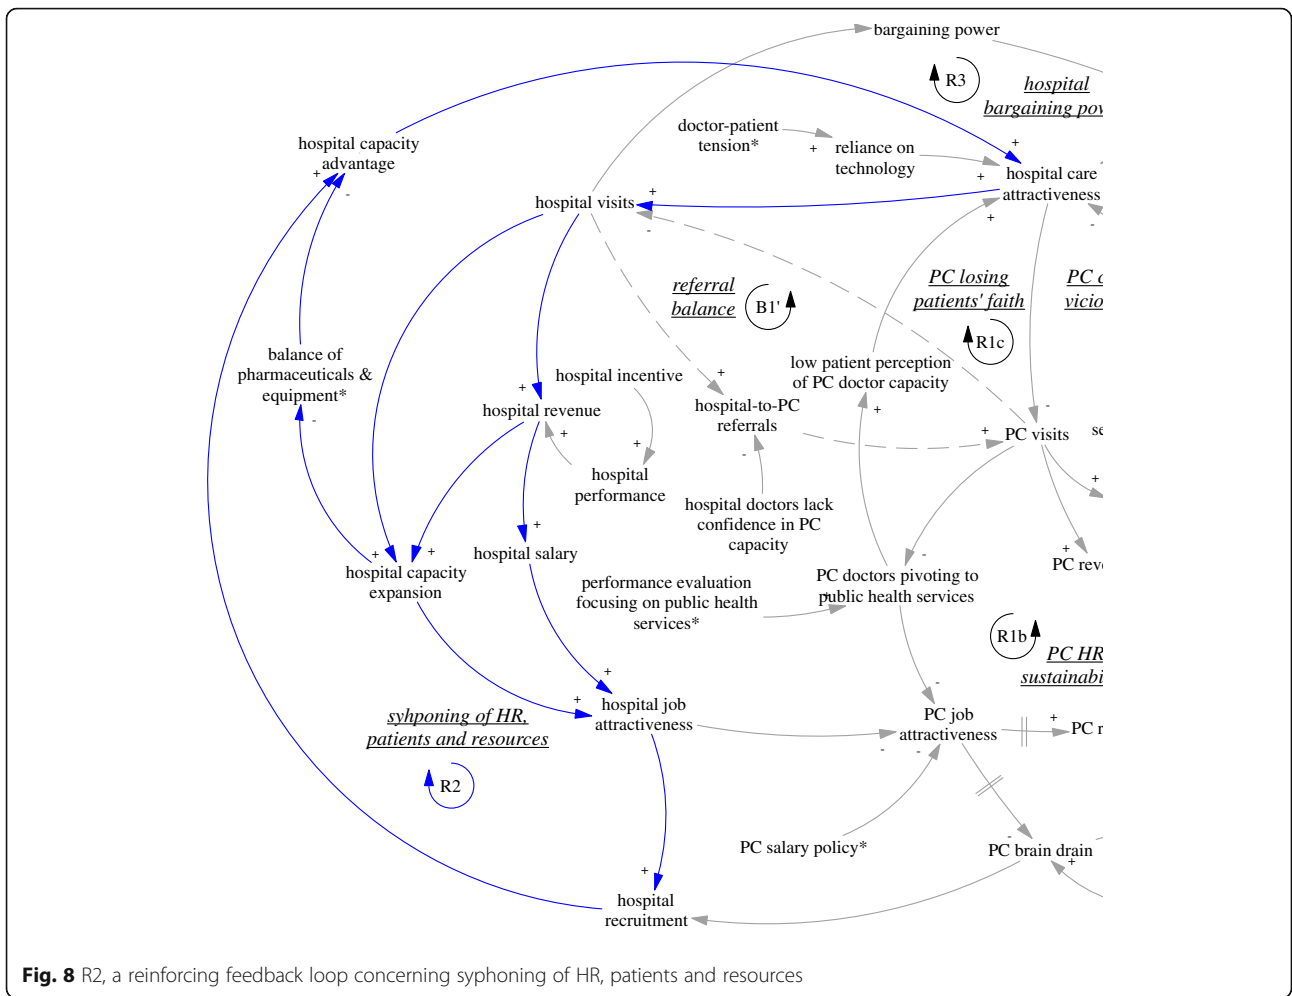 bargaining power
R3
hospital
bargaining pow
doctor-patient
tension*
+
reliance on
technology
+
+
hospital care
attractiveness
+
-
hospital capacity
advantage
+
-
hospital visits
+
-
referral
balance
B1'
PC losing
patients' faith
R1c
PC c
vicio
balance of
pharmaceuticals &
equipment*
-
hospital incentive
+
low patient perception
of PC doctor capacity
+
hospital revenue
+
+
hospital-to-PC
referrals
+
-
PC visits
+
-
se
+
hospital
performance
hospital doctors lack
confidence in PC
capacity
hospital salary
+
hospital capacity
expansion
+
+
performance evaluation
focusing on public health
services*
PC doctors pivoting to
public health services
-
+
PC reve
+
R1b
PC HR
sustainabi
hospital job
attractiveness
+
+
syhponing of HR,
patients and resources
R2
PC job
attractiveness
-
-
-
+
PC r
PC salary policy*
PC brain drain
-
+
hospital
recruitment
+
Fig. 8 R2, a reinforcing feedback loop concerning syphoning of HR, patients and resources